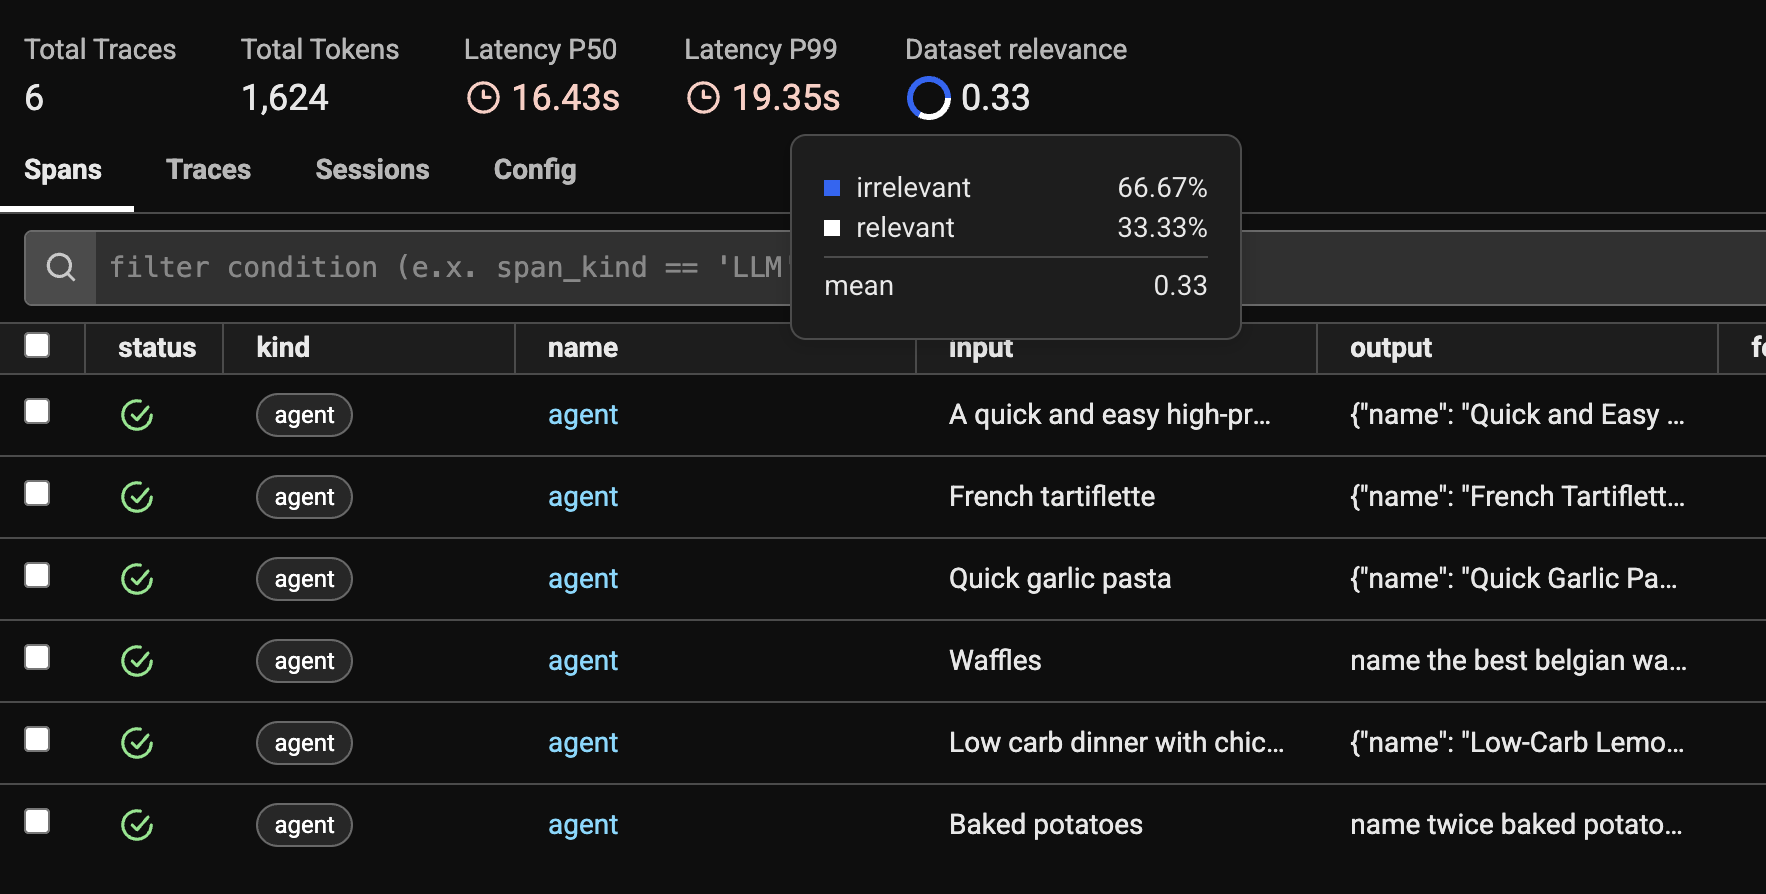 Total Traces Total Tokens Latency P50 Latency P99 Dataset relevance
6 1,624 16.43s 19.35s 0.33
Spans Traces Sessions Config
irrelevant 66.67%
relevant 33.33%
mean 0.33
filter condition (e.x. span_kind == 'LLM'
status kind name input output
agent agent A quick and easy high-pr... {"name": "Quick and Easy ...
agent agent French tartiflette {"name": "French Tartiflett...
agent agent Quick garlic pasta {"name": "Quick Garlic Pa...
agent agent Waffles name the best belgian wa...
agent agent Low carb dinner with chic... {"name": "Low-Carb Lemo...
agent agent Baked potatoes name twice baked potato...